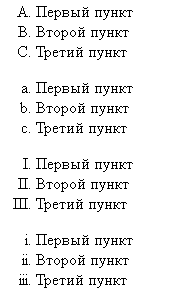 A. Первый пункт
B. Второй пункт
C. Третий пункт
a. Первый пункт
b. Второй пункт
c. Третий пункт
I. Первый пункт
II. Второй пункт
III. Третий пункт
i. Первый пункт
ii. Второй пункт
iii. Третий пункт